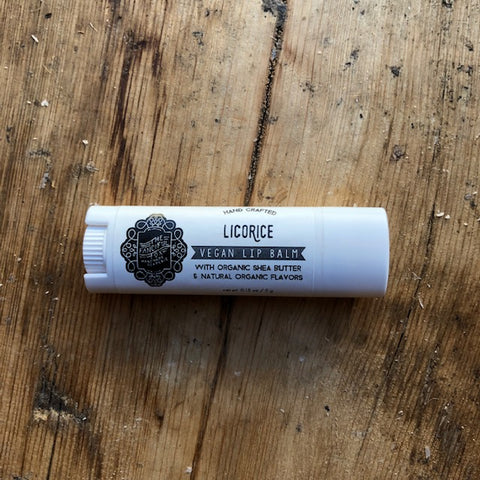 HAND CRAFTED
LICORICE
VEGAN LIP BALM
WITH ORGANIC SHEA BUTTER
& NATURAL ORGANIC FLAVORS